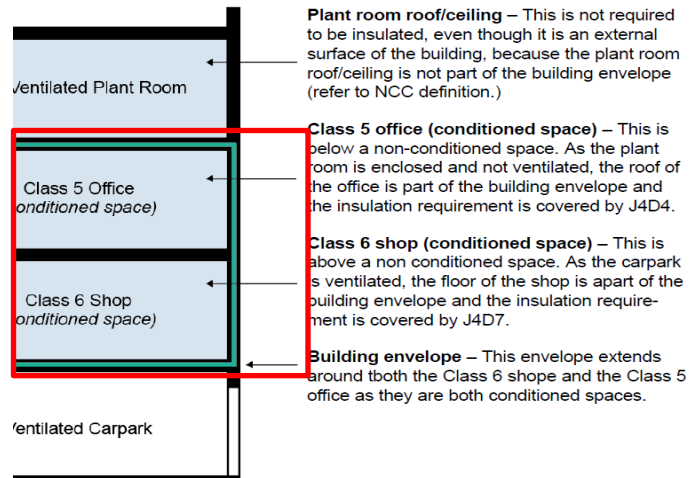 Plant room roof/ceiling – This is not required
to be insulated, even though it is an external
surface of the building, because the plant room
roof/ceiling is not part of the building envelope
(refer to NCC definition.)
Ventilated Plant Room
Class 5 office (conditioned space) – This is
below a non-conditioned space. As the plant
room is enclosed and not ventilated, the roof of
the office is part of the building envelope and
the insulation requirement is covered by J4D4.
Class 5 Office
onditioned space)
Class 6 shop (conditioned space) – This is
above a non conditioned space. As the carpark
is ventilated, the floor of the shop is apart of the
building envelope and the insulation require-
ment is covered by J4D7.
Class 6 Shop
onditioned space)
Building envelope – This envelope extends
around tboth the Class 6 shope and the Class 5
office as they are both conditioned spaces.
Ventilated Carpark